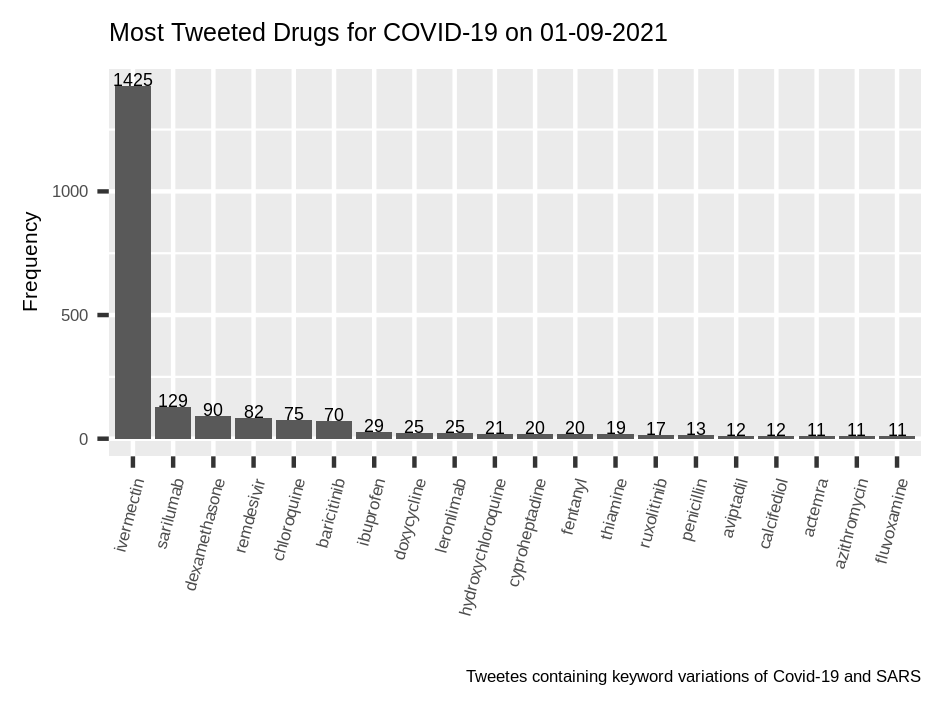 Most Tweeted Drugs for COVID-19 on 01-09-2021
Frequency
1000
500
0
1425
129
90
82
75
70
29
25
25
21
20
20
19
17
13
12
12
11
11
11
ivermectin
sarilumab
dexamethasone
remdesivir
chloroquine
baricitinib
ibuprofen
doxycycline
leronlimab
hydroxychloroquine
cyproheptadine
fentanyl
thiamine
ruxolitinib
penicillin
aviptadil
calcifediol
actemra
azithromycin
fluvoxamine
Tweetes containing keyword variations of Covid-19 and SARS